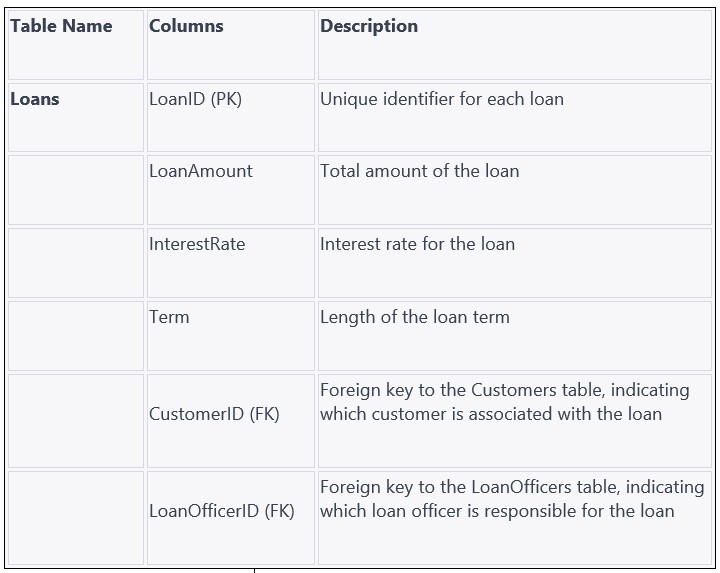 Table Name Columns Description
Loans LoanID (PK) Unique identifier for each loan
LoanAmount Total amount of the loan
InterestRate Interest rate for the loan
Term Length of the loan term
CustomerID (FK) Foreign key to the Customers table, indicating
which customer is associated with the loan
LoanOfficerID (FK) Foreign key to the LoanOfficers table, indicating
which loan officer is responsible for the loan